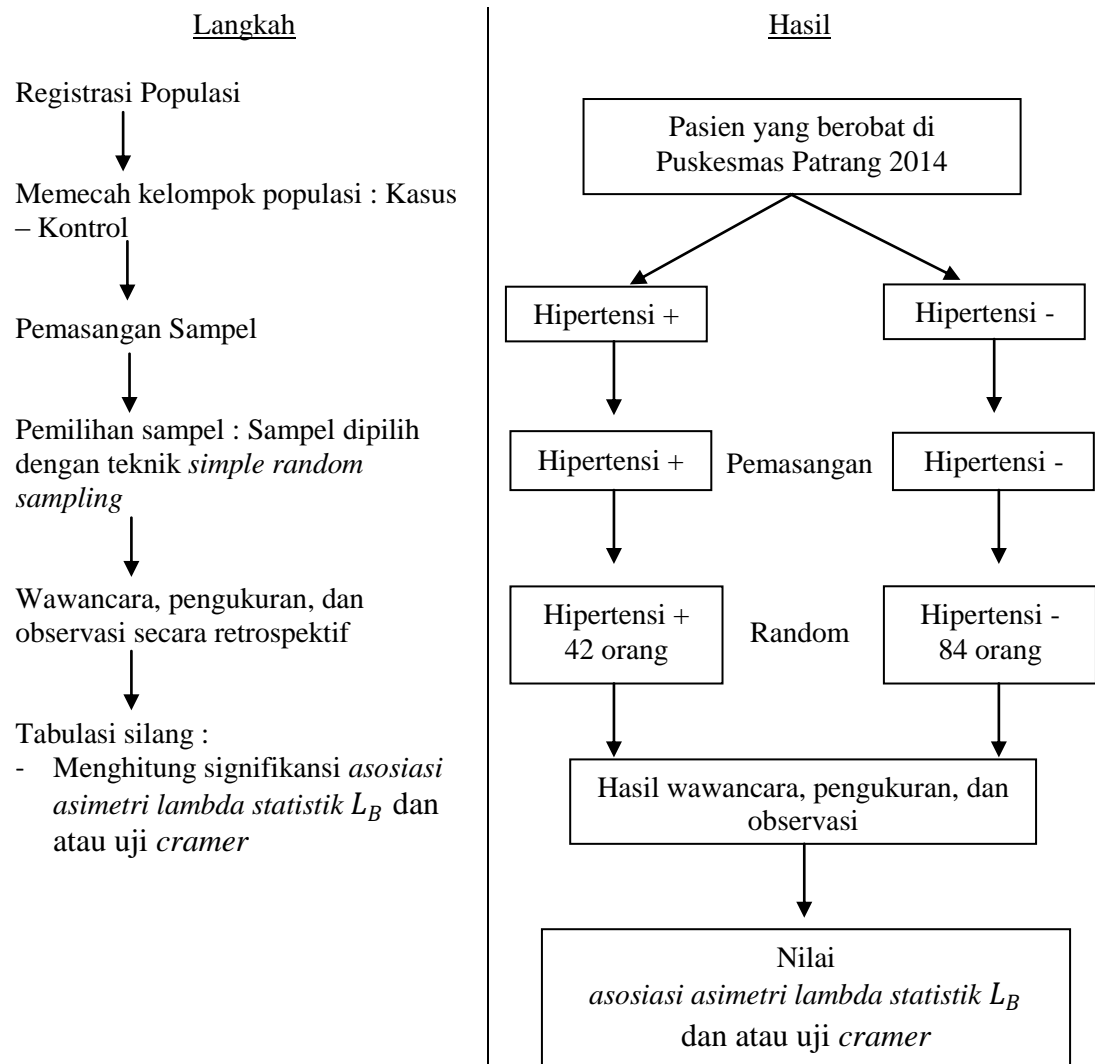 Langkah
Registrasi Populasi
Memecah kelompok populasi : Kasus
– Kontrol
Pemasangan Sampel
Pemilihan sampel : Sampel dipilih
dengan teknik simple random
sampling
Wawancara, pengukuran, dan
observasi secara retrospektif
Tabulasi silang :
- Menghitung signifikansi asosiasi
asimetri lambda statistik L_B dan
atau uji cramer
Hasil
Pasien yang berobat di
Puskesmas Patrang 2014
Hipertensi +
Hipertensi -
Hipertensi +
Pemasangan
Hipertensi -
Hipertensi +
42 orang
Random
Hipertensi -
84 orang
Hasil wawancara, pengukuran, dan
observasi
Nilai
asosiasi asimetri lambda statistik L_B
dan atau uji cramer